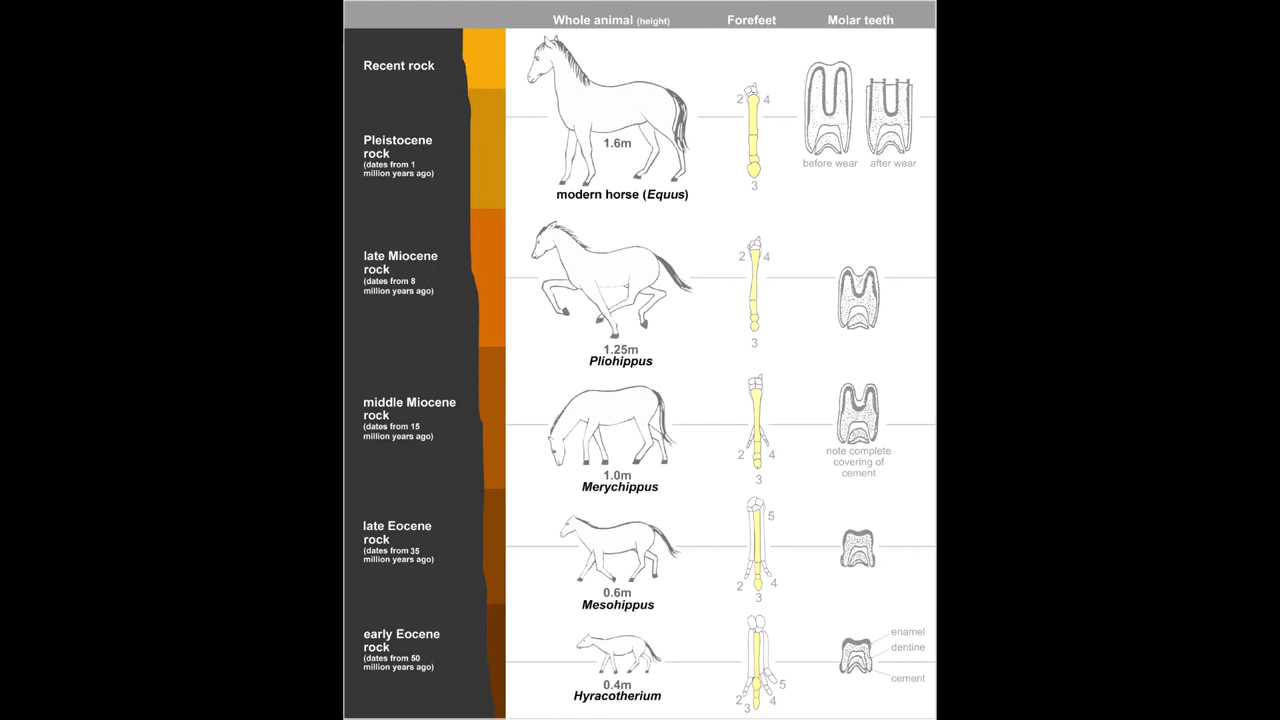 Whole animal (height) Forefeet Molar teeth
Recent rock
2 4
1.6m
3
before wear after wear
modern horse (Equus)
Pleistocene
rock
(dates from 1
million years ago)
late Miocene
rock
(dates from 8
million years ago)
2 4
3
1.25m
Pliohippus
middle Miocene
rock
(dates from 15
million years ago)
2 4
3
1.0m
Merychippus
note complete
covering of
cement
late Eocene
rock
(dates from 35
million years ago)
5
2 4
3
0.6m
Mesohippus
early Eocene
rock
(dates from 50
million years ago)
enamel
dentine
cement
5
2 4
3
0.4m
Hyracotherium